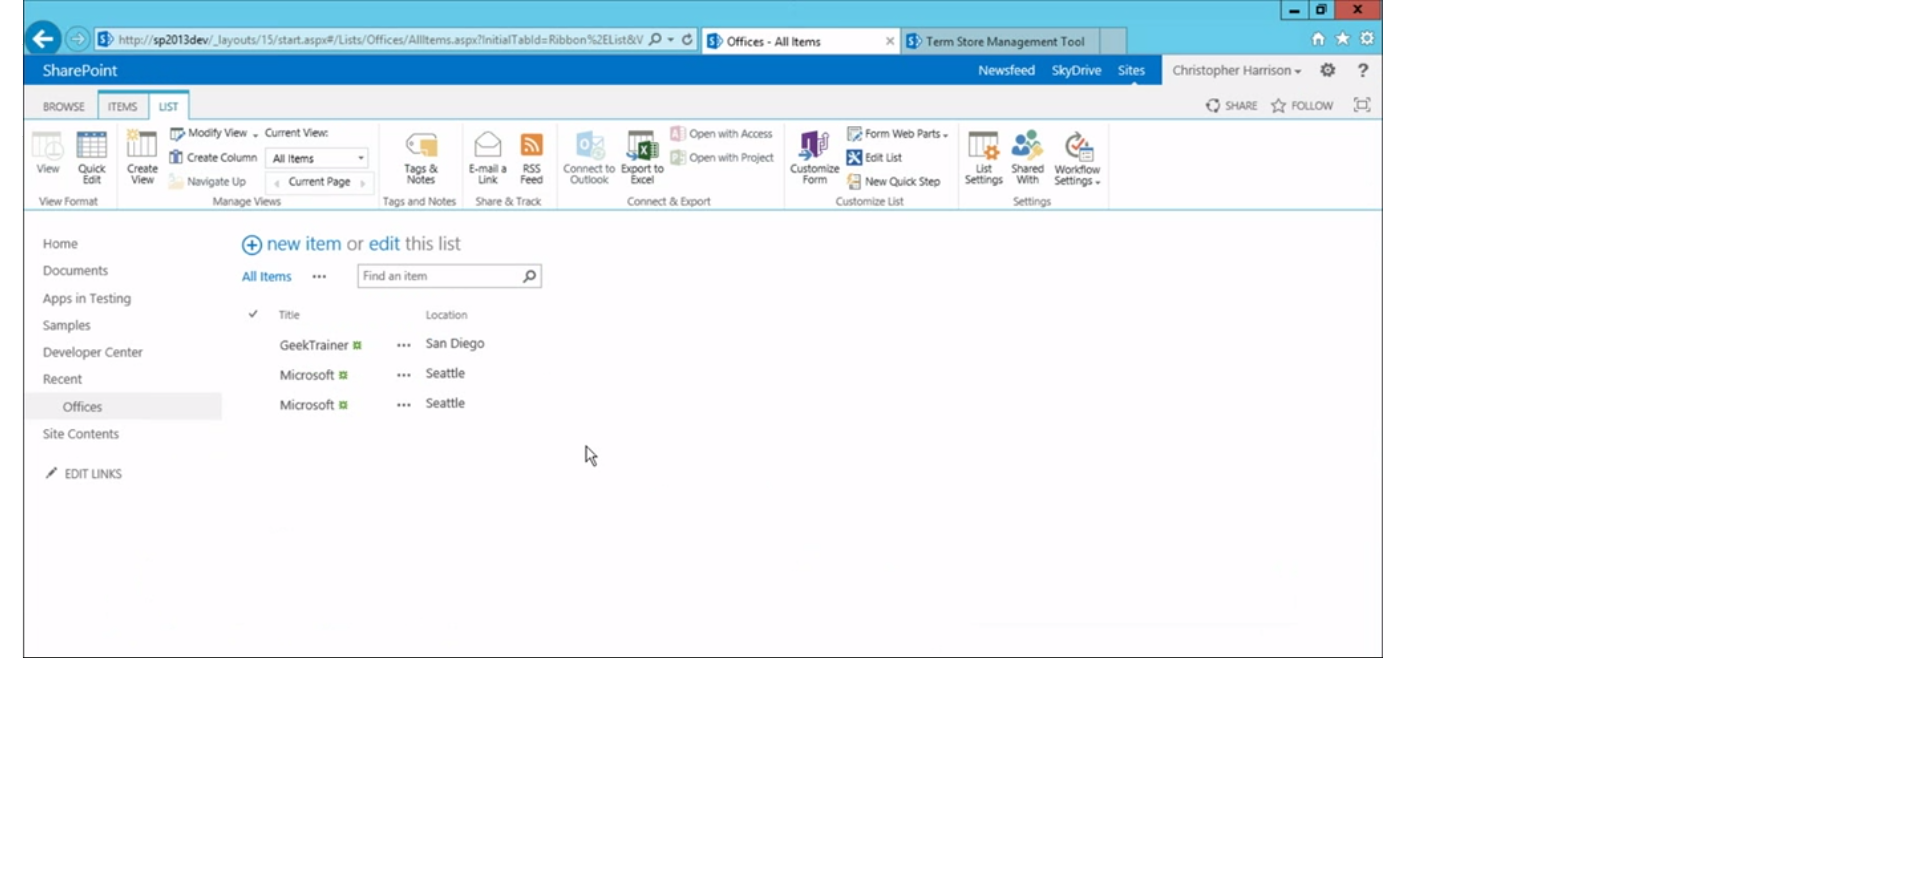 http://sp2013dev/_layouts/15/start.aspx#/Lists/Offices/AllItems.aspx?InitialTabId=Ribbon%2EList&V
Offices - All Items
Term Store Management Tool
SharePoint
Newsfeed SkyDrive Sites
Christopher Harrison
?
BROWSE ITEMS LIST
SHARE FOLLOW
View
Quick Edit
View Format
Create View
Modify View
Create Column
Navigate Up
Current View:
All Items
Current Page
Manage Views
Tags & Notes
Tags and Notes
E-mail a Link
RSS Feed
Share & Track
Connect to Outlook
Export to Excel
Open with Access
Open with Project
Connect & Export
Customize Form
Form Web Parts
Edit List
New Quick Step
Customize List
List Settings
Shared With
Workflow Settings
Settings
Home
Documents
Apps in Testing
Samples
Developer Center
Recent
Offices
Site Contents
EDIT LINKS
new item or edit this list
All Items ••• Find an item
Title Location
GeekTrainer ••• San Diego
Microsoft ••• Seattle
Microsoft ••• Seattle